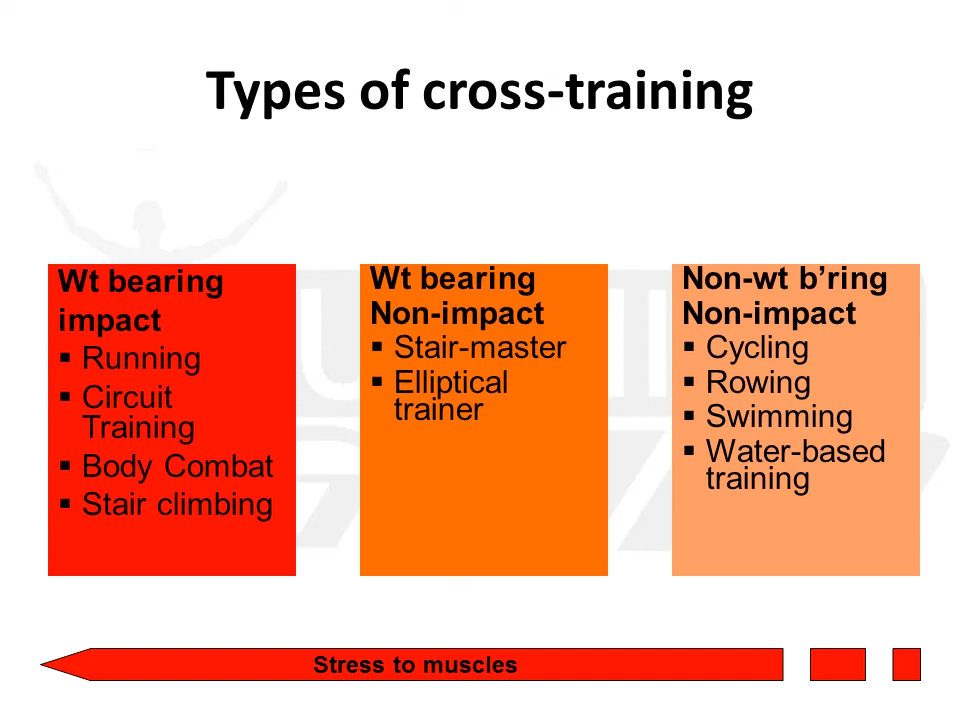 Types of cross-training
Wt bearing
impact
▪ Running
▪ Circuit
Training
▪ Body Combat
▪ Stair climbing
Wt bearing
Non-impact
▪ Stair-master
▪ Elliptical
trainer
Non-wt b’ring
Non-impact
▪ Cycling
▪ Rowing
▪ Swimming
▪ Water-based
training
Stress to muscles